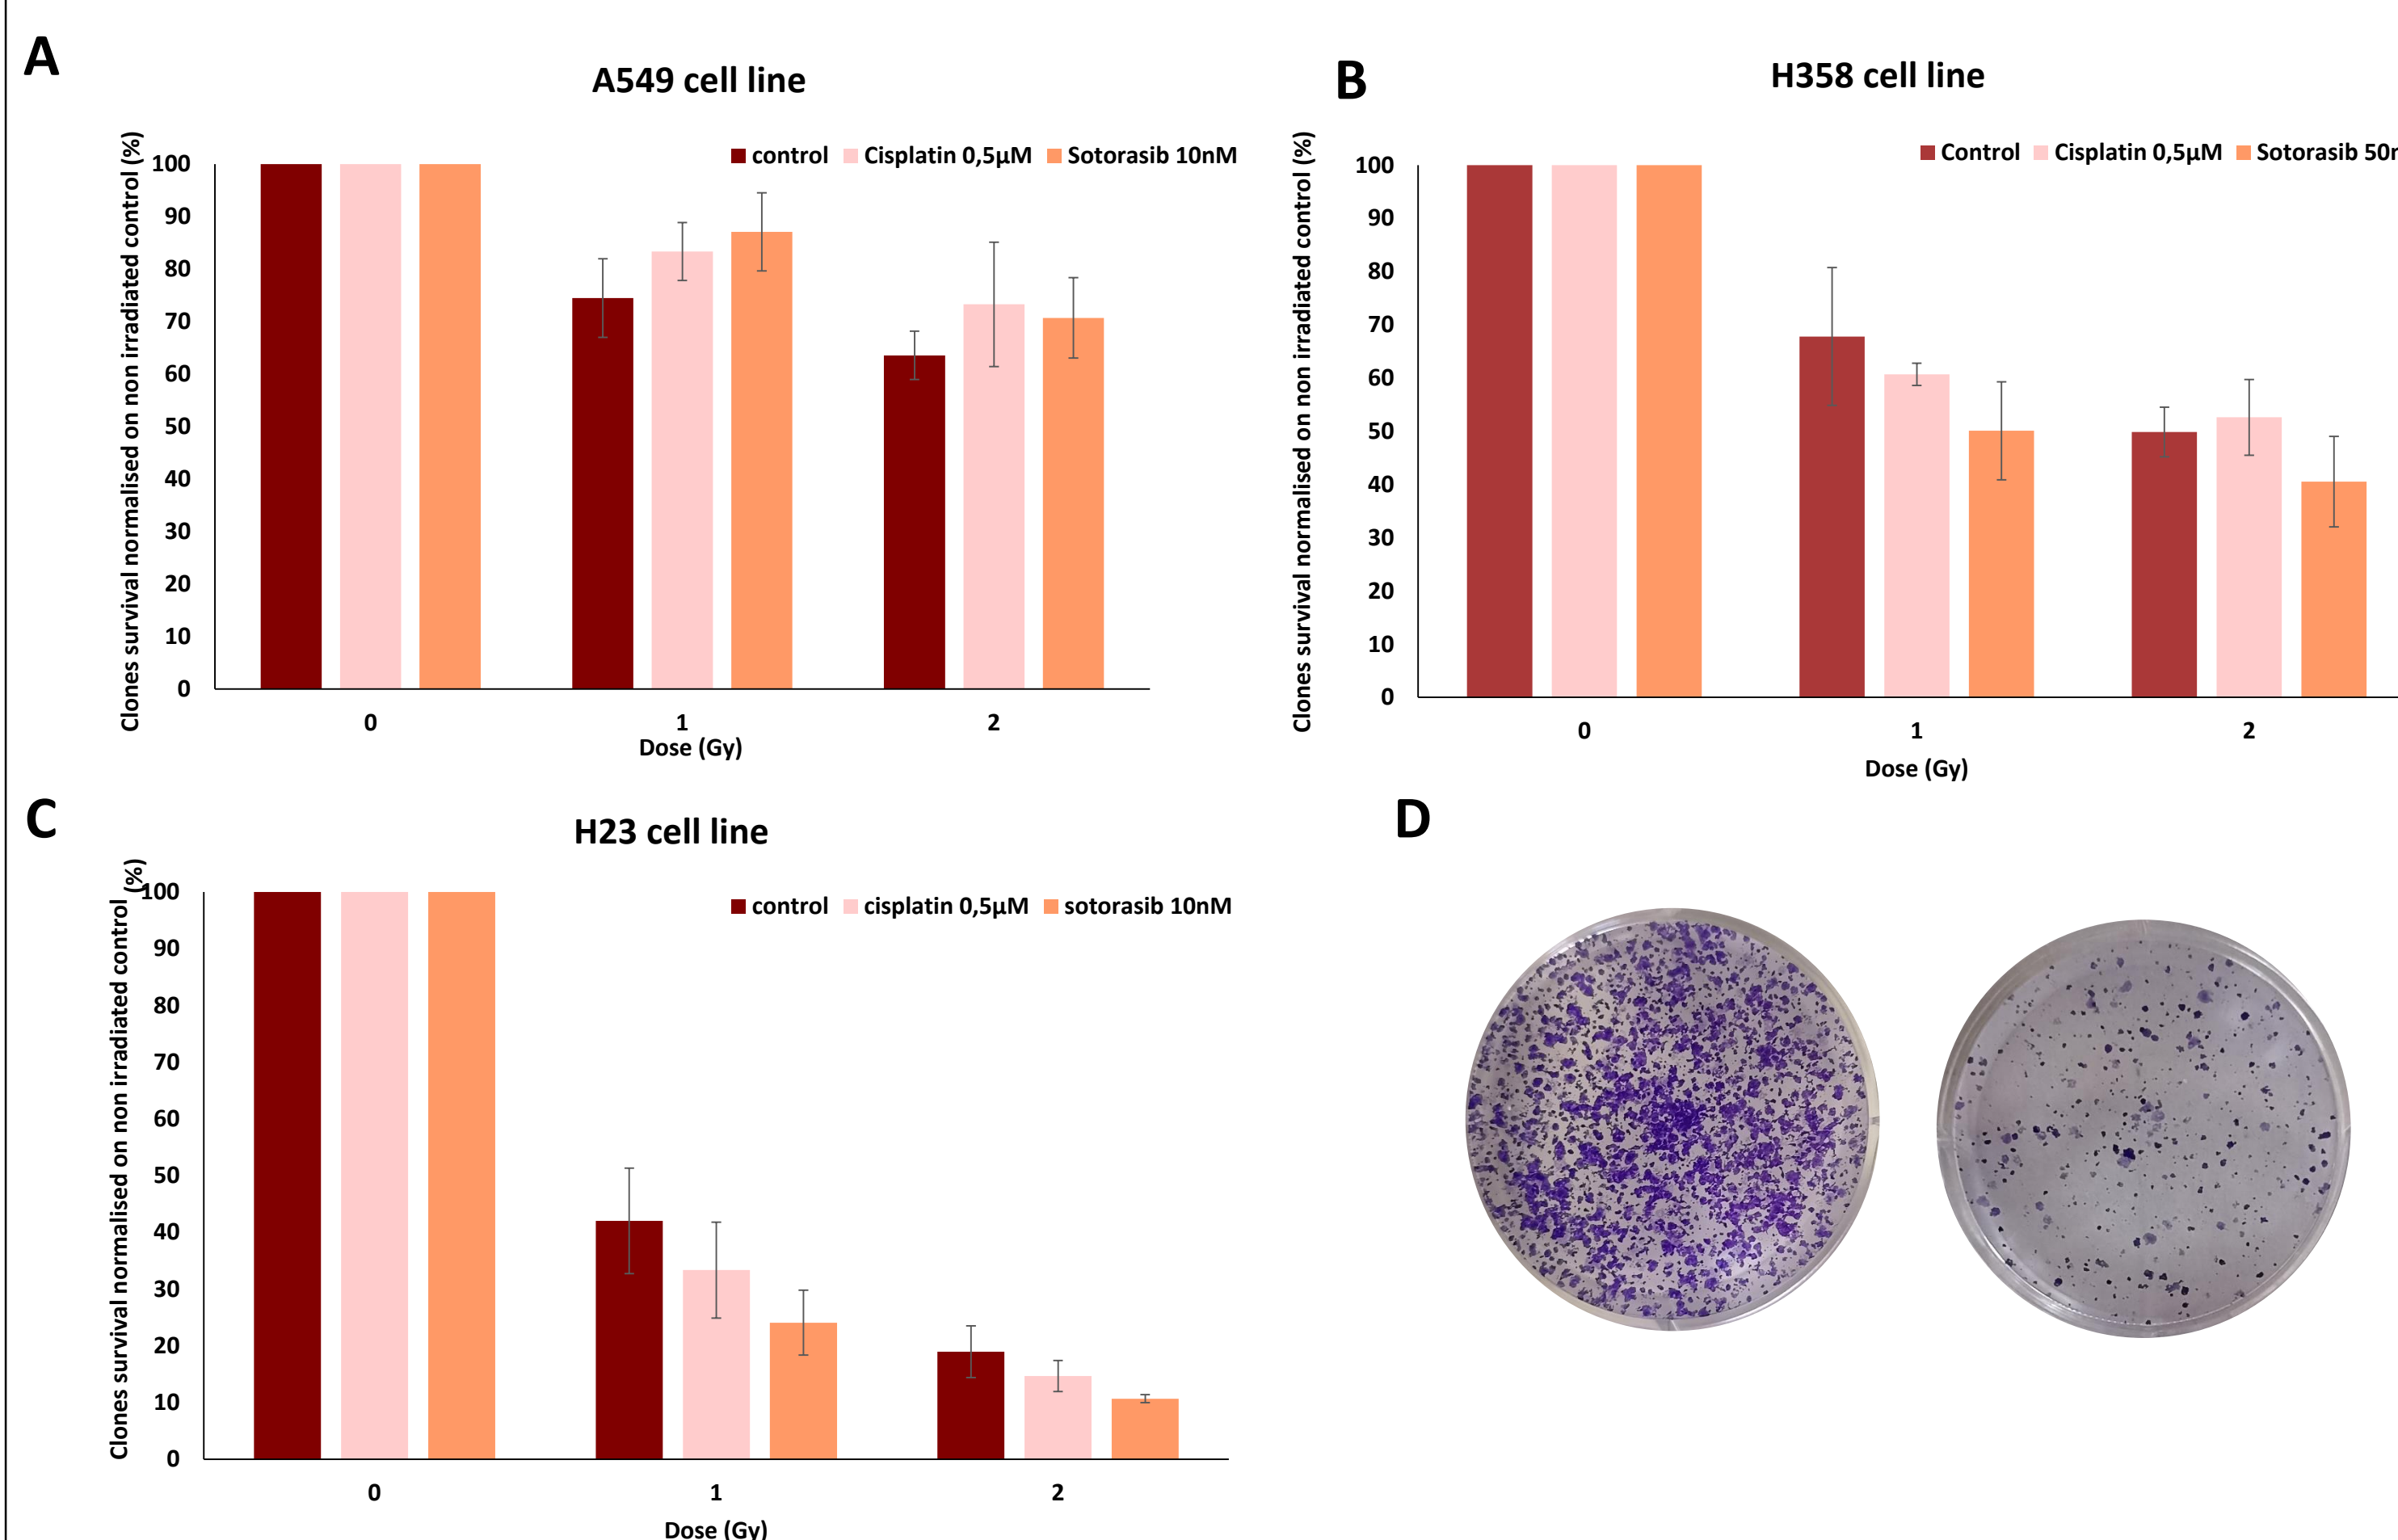 A
A549 cell line
control Cisplatin 0,5µM Sotorasib 10nM
Clones survival normalised on non irradiated control (%)
100
90
80
70
60
50
40
30
20
10
0
0 1 2
Dose (Gy)
B
H358 cell line
Control Cisplatin 0,5µM Sotorasib 50n
Clones survival normalised on non irradiated control (%)
100
90
80
70
60
50
40
30
20
10
0
0 1 2
Dose (Gy)
C
H23 cell line
control cisplatin 0,5µM sotorasib 10nM
Clones survival normalised on non irradiated control (%)
100
90
80
70
60
50
40
30
20
10
0
0 1 2
Dose (Gy)
D